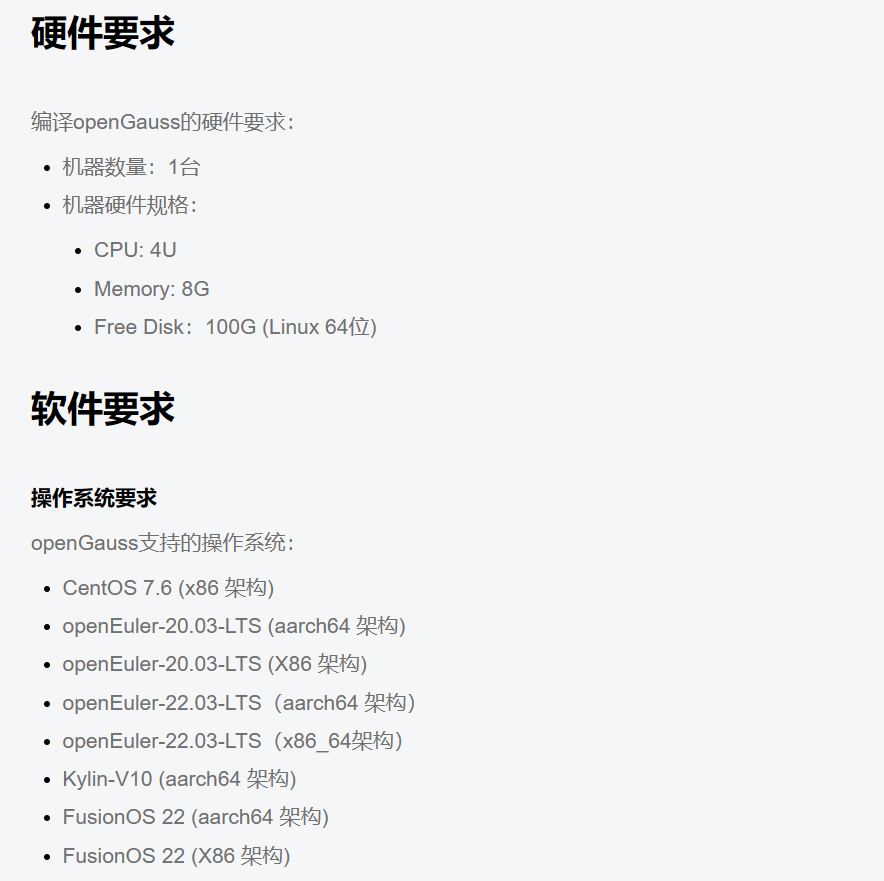 硬件要求
编译openGauss的硬件要求：
机器数量：1台
机器硬件规格：
CPU: 4U
Memory: 8G
Free Disk：100G (Linux 64位)
软件要求
操作系统要求
openGauss支持的操作系统：
CentOS 7.6 (x86 架构)
openEuler-20.03-LTS (aarch64 架构)
openEuler-20.03-LTS (X86 架构)
openEuler-22.03-LTS（aarch64 架构）
openEuler-22.03-LTS（x86_64架构）
Kylin-V10 (aarch64 架构)
FusionOS 22 (aarch64 架构)
FusionOS 22 (X86 架构)